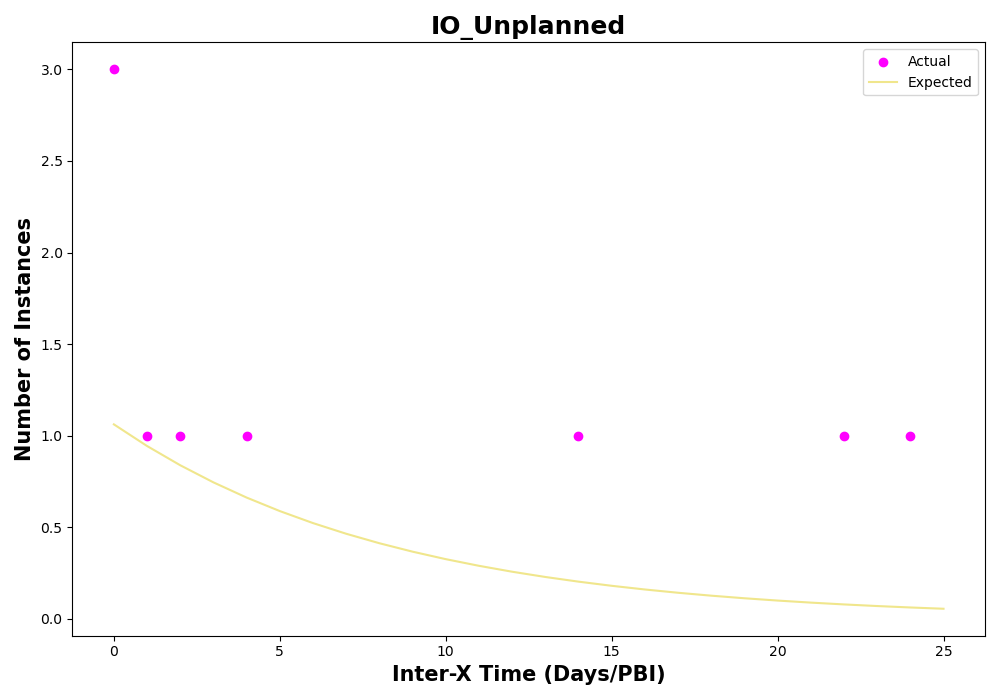 IO_Unplanned
Actual
Expected
3.0
2.5
2.0
1.5
1.0
0.5
0.0
Number of Instances
0 5 10 15 20 25
Inter-X Time (Days/PBI)